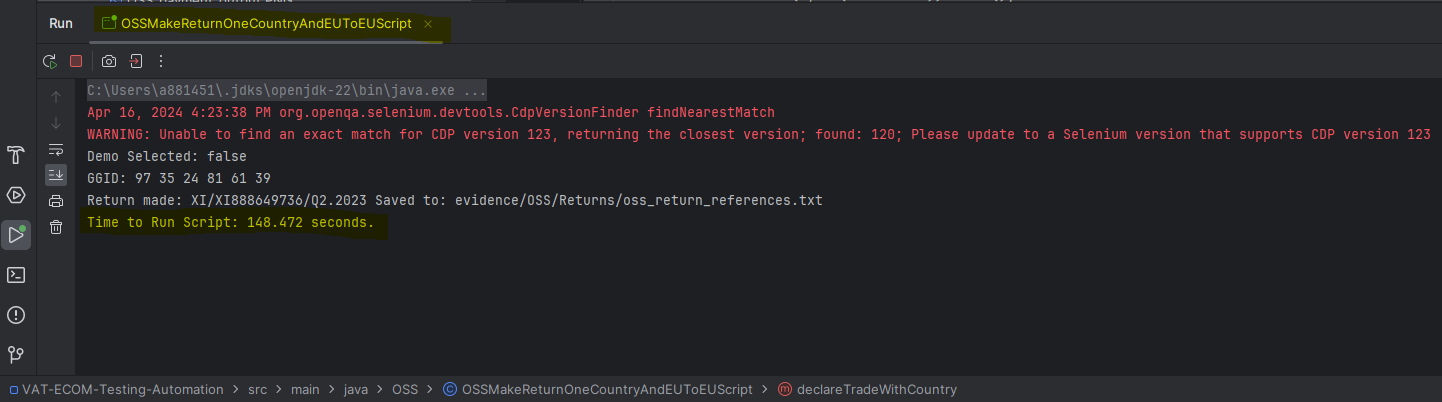 Run OSSMakeReturnOneCountryAndEUToEUScript
C:\Users\a881451\.jdks\openjdk-22\bin\java.exe ...
Apr 16, 2024 4:23:38 PM org.openqa.selenium.devtools.CdpVersionFinder findNearestMatch
WARNING: Unable to find an exact match for CDP version 123, returning the closest version; found: 120; Please update to a Selenium version that supports CDP version 123
Demo Selected: false
GGID: 97 35 24 81 61 39
Return made: XI/XI888649736/Q2.2023 Saved to: evidence/OSS/Returns/oss_return_references.txt
Time to Run Script: 148.472 seconds.
VAT-ECOM-Testing-Automation > src > main > java > OSS > OSSMakeReturnOneCountryAndEUToEUScript > declareTradeWithCountry